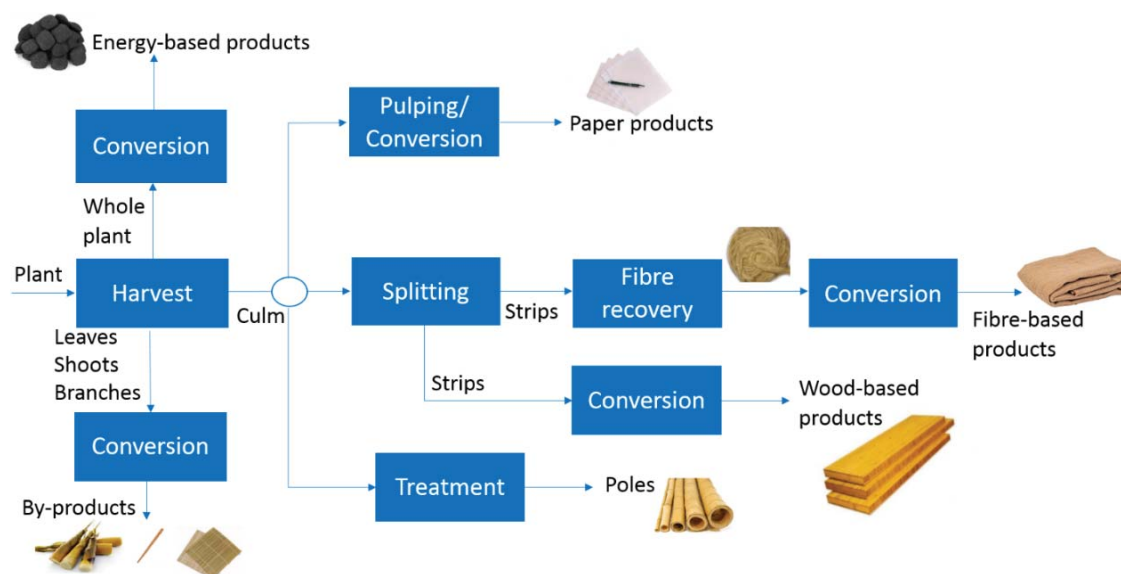 Energy-based products
Conversion
Whole
plant
Plant
Harvest
Culm
Leaves
Shoots
Branches
Conversion
By-products
Pulping/
Conversion
Paper products
Splitting
Strips
Fibre
recovery
Conversion
Fibre-based
products
Strips
Conversion
Wood-based
products
Treatment
Poles